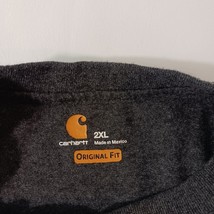 carhartt
2XL
Made in Mexico
ORIGINAL FIT